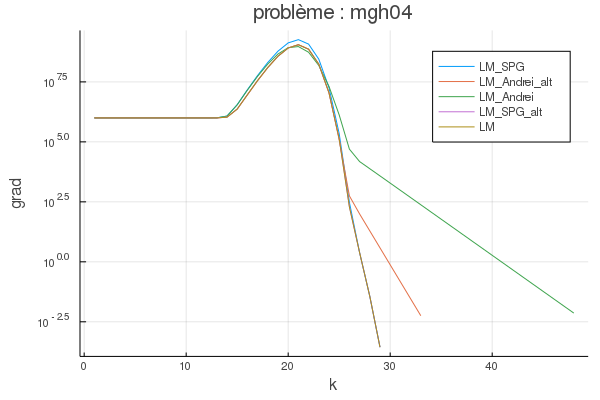 problème : mgh04
LM_SPG
LM_Andrei_alt
LM_Andrei
LM_SPG_alt
LM
grad
10^7.5
10^5.0
10^2.5
10^0.0
10^-2.5
0 10 20 30 40
k